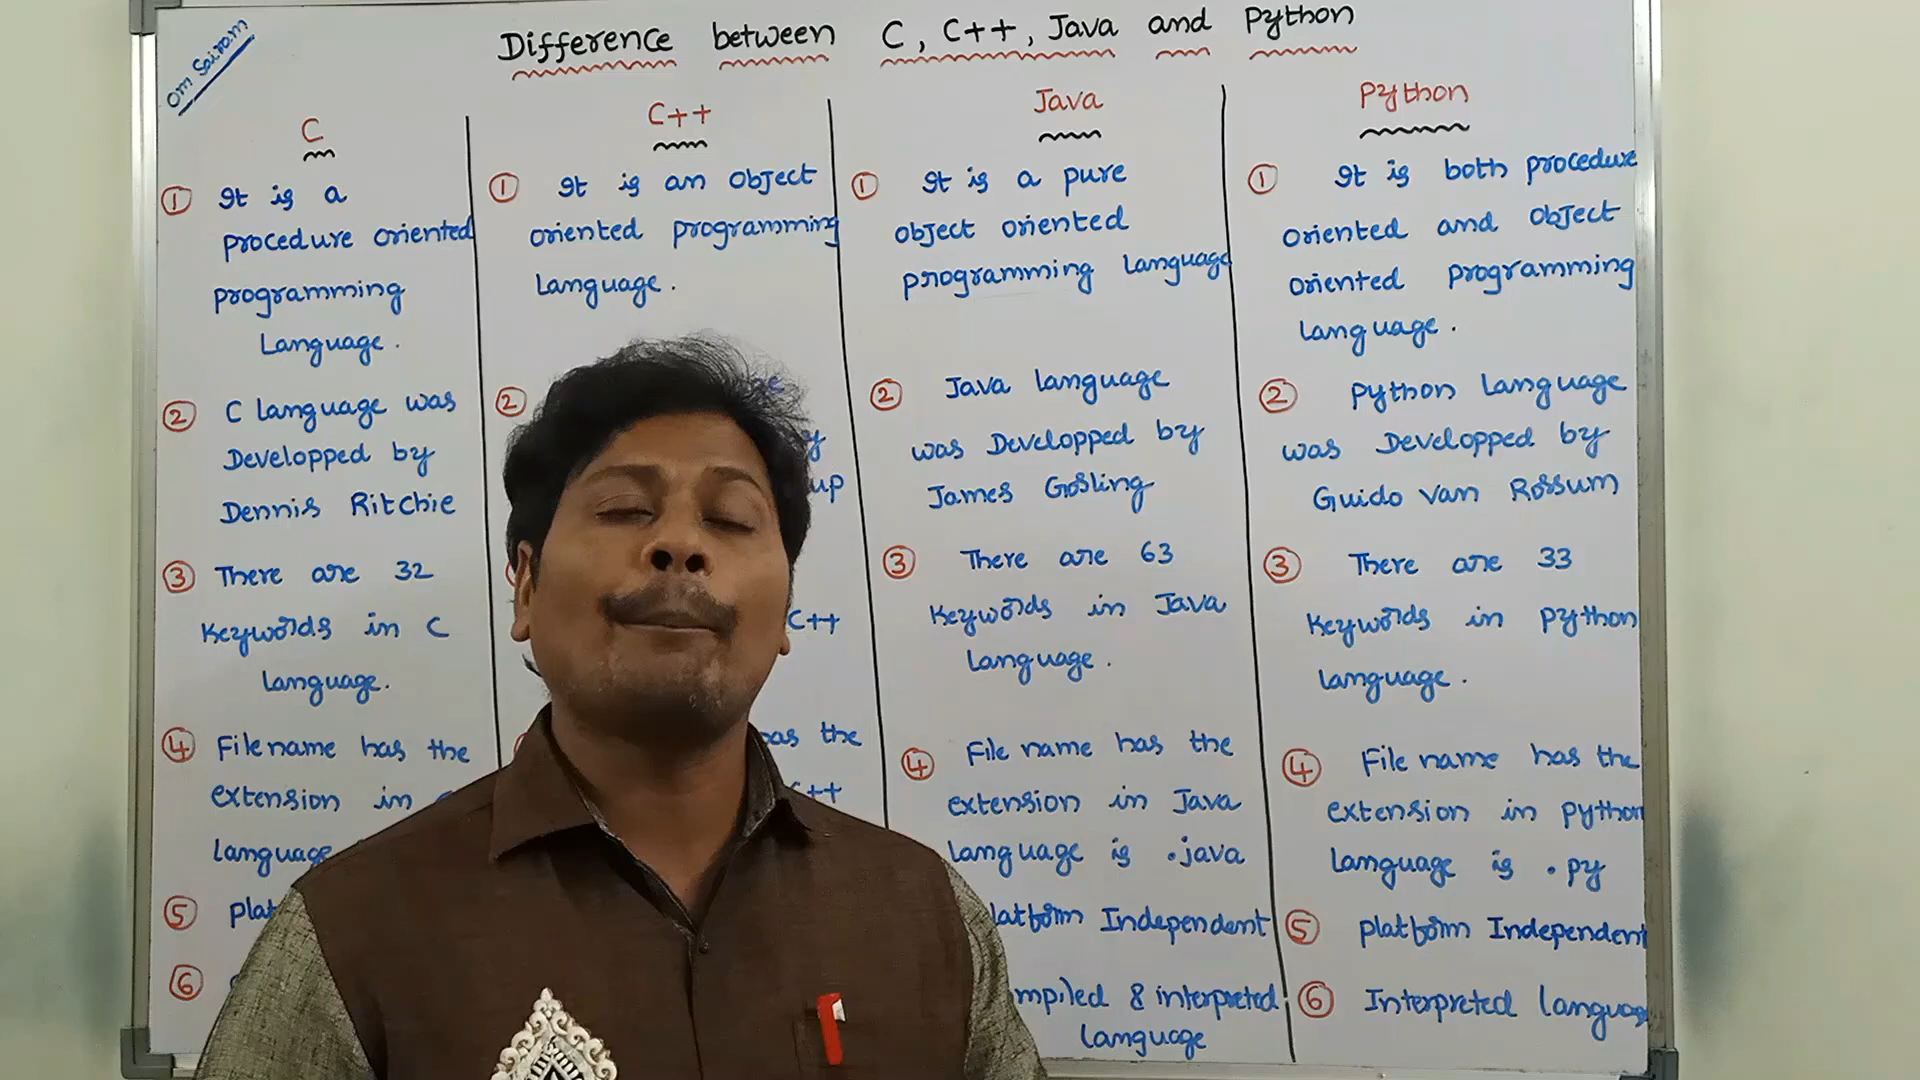 Om Sairam
Difference between C, C++, Java and Python
C
① It is a
procedure oriented
programming
Language.
② C language was
Developped by
Dennis Ritchie
③ There are 32
Keywords in C
language.
④ File name has the
extension in
language
⑤
⑥
C++
① It is an object
oriented programming
Language.
②
up
C++
has the
C++
Java
① It is a pure
object oriented
programming language
② Java language
was Developped by
James Gosling
③ There are 63
Keywords in Java
language.
④ File name has the
extension in Java
language is .java
latform Independent
mpiled & interpreted
language
Python
① It is both procedure
oriented and object
oriented programming
language.
② Python Language
was Developped by
Guido Van Rossum
③ There are 33
Keywords in python
language.
④ File name has the
extension in python
language is .py
⑤ platform Independent
⑥ Interpreted language